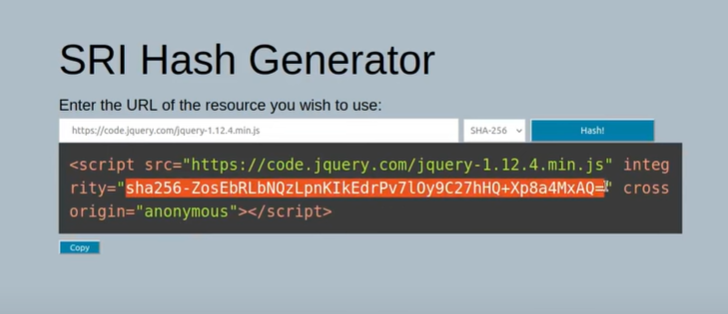 SRI Hash Generator
Enter the URL of the resource you wish to use:
https://code.jquery.com/jquery-1.12.4.min.js SHA-256 Hash!
<script src="https://code.jquery.com/jquery-1.12.4.min.js" integ
rity="sha256-ZosEbRLbNQzLpnKIkEdrPv7lOy9C27hHQ+Xp8a4MxAQ=" cross
origin="anonymous"></script>
Copy